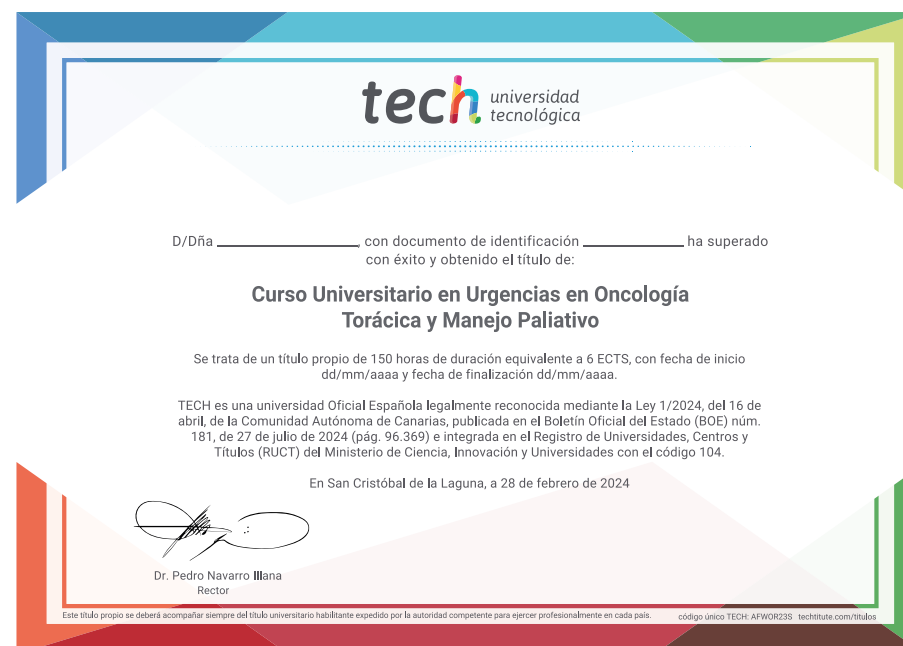 tech universidad
tecnológica
D/Dña ____________________, con documento de identificación ______________ ha superado
con éxito y obtenido el título de:
Curso Universitario en Urgencias en Oncología
Torácica y Manejo Paliativo
Se trata de un título propio de 150 horas de duración equivalente a 6 ECTS, con fecha de inicio
dd/mm/aaaa y fecha de finalización dd/mm/aaaa.
TECH es una universidad Oficial Española legalmente reconocida mediante la Ley 1/2024, del 16 de
abril, de la Comunidad Autónoma de Canarias, publicada en el Boletín Oficial del Estado (BOE) núm.
181, de 27 de julio de 2024 (pág. 96.369) e integrada en el Registro de Universidades, Centros y
Títulos (RUCT) del Ministerio de Ciencia, Innovación y Universidades con el código 104.
En San Cristóbal de la Laguna, a 28 de febrero de 2024
Dr. Pedro Navarro Illana
Rector
Este título propio se deberá acompañar siempre del título universitario habilitante expedido por la autoridad competente para ejercer profesionalmente en cada país.
código único TECH: AFWOR23S techtitute.com/titulos